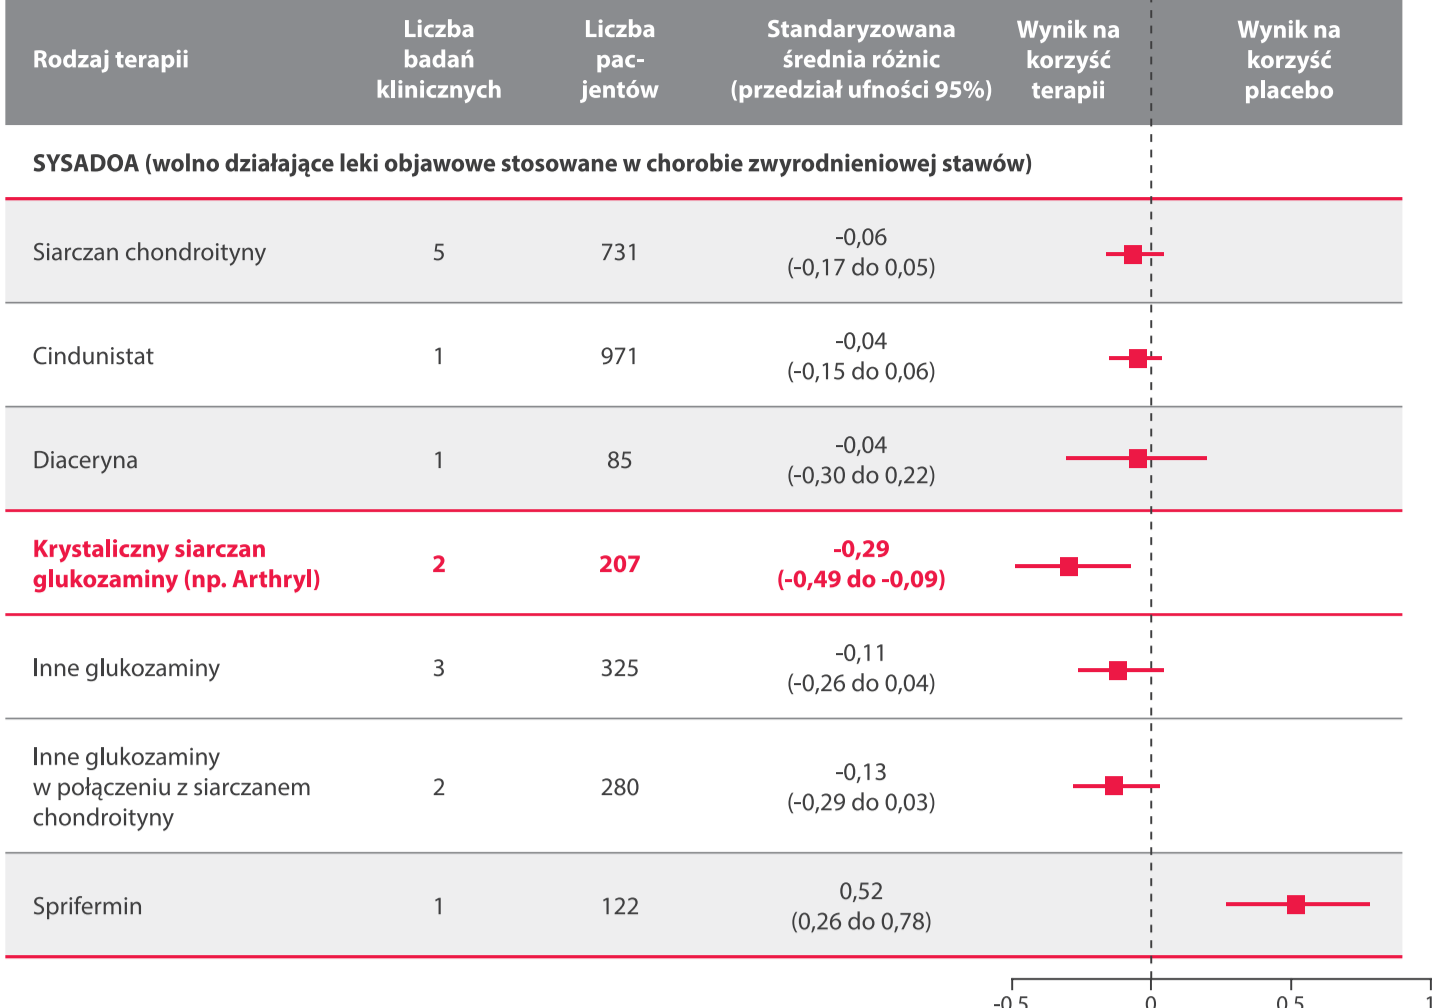 Rodzaj terapii
Liczba
badań
klinicznych
Liczba
pac-
jentów
Standaryzowana
średnia różnic
(przedział ufności 95%)
Wynik na
korzyść
terapii
Wynik na
korzyść
placebo
SYSADOA (wolno działające leki objawowe stosowane w chorobie zwyrodnieniowej stawów)
Siarczan chondroityny
5
731
-0,06
(-0,17 do 0,05)
Cindunistat
1
971
-0,04
(-0,15 do 0,06)
Diaceryna
1
85
-0,04
(-0,30 do 0,22)
Krystaliczny siarczan
glukozaminy (np. Arthryl)
2
207
-0,29
(-0,49 do -0,09)
Inne glukozaminy
3
325
-0,11
(-0,26 do 0,04)
Inne glukozaminy
w połączeniu z siarczanem
chondroityny
2
280
-0,13
(-0,29 do 0,03)
Sprifermin
1
122
0,52
(0,26 do 0,78)
-0,5 0 0,5 1